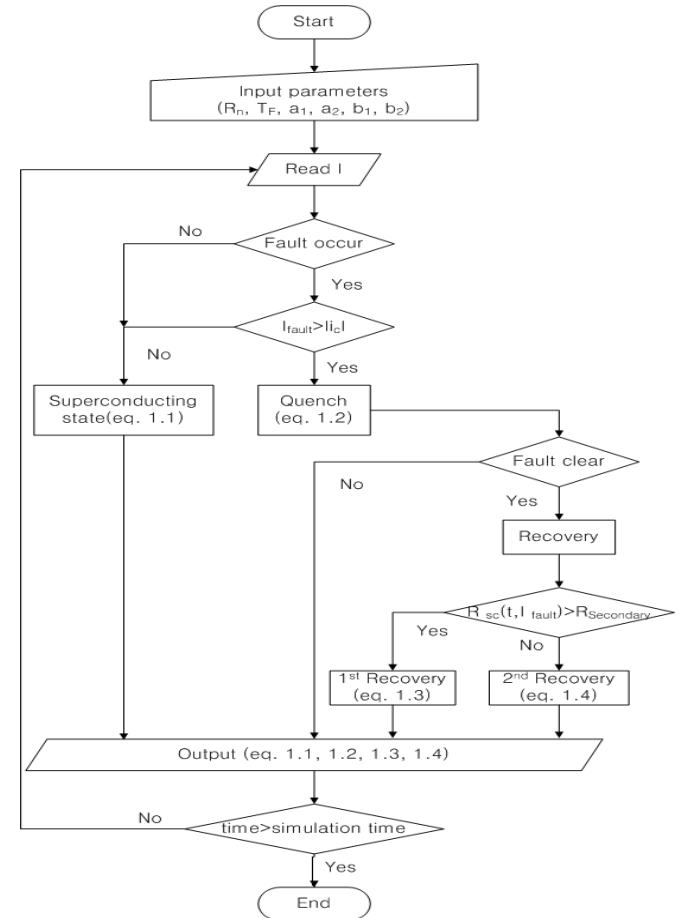 Start
Input parameters
(Rn, TF, a1, a2, b1, b2)
Read I
No
Fault occur
Yes
Ifault>|ic|
No
Yes
Superconducting
state(eq. 1.1)
Quench
(eq. 1.2)
Fault clear
No
Yes
Recovery
R sc(t,I fault)>RSecondary
Yes
No
1st Recovery
(eq. 1.3)
2nd Recovery
(eq. 1.4)
Output (eq. 1.1, 1.2, 1.3, 1.4)
No
time>simulation time
Yes
End